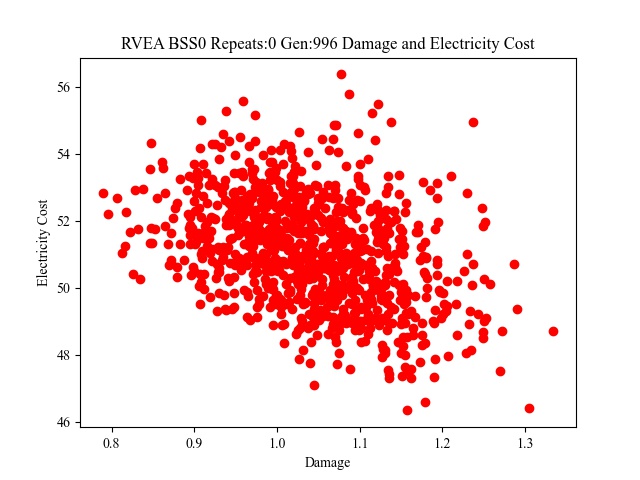 RVEA BSS0 Repeats:0 Gen:996 Damage and Electricity Cost
56
54
52
50
48
46
Electricity Cost
0.8 0.9 1.0 1.1 1.2 1.3
Damage